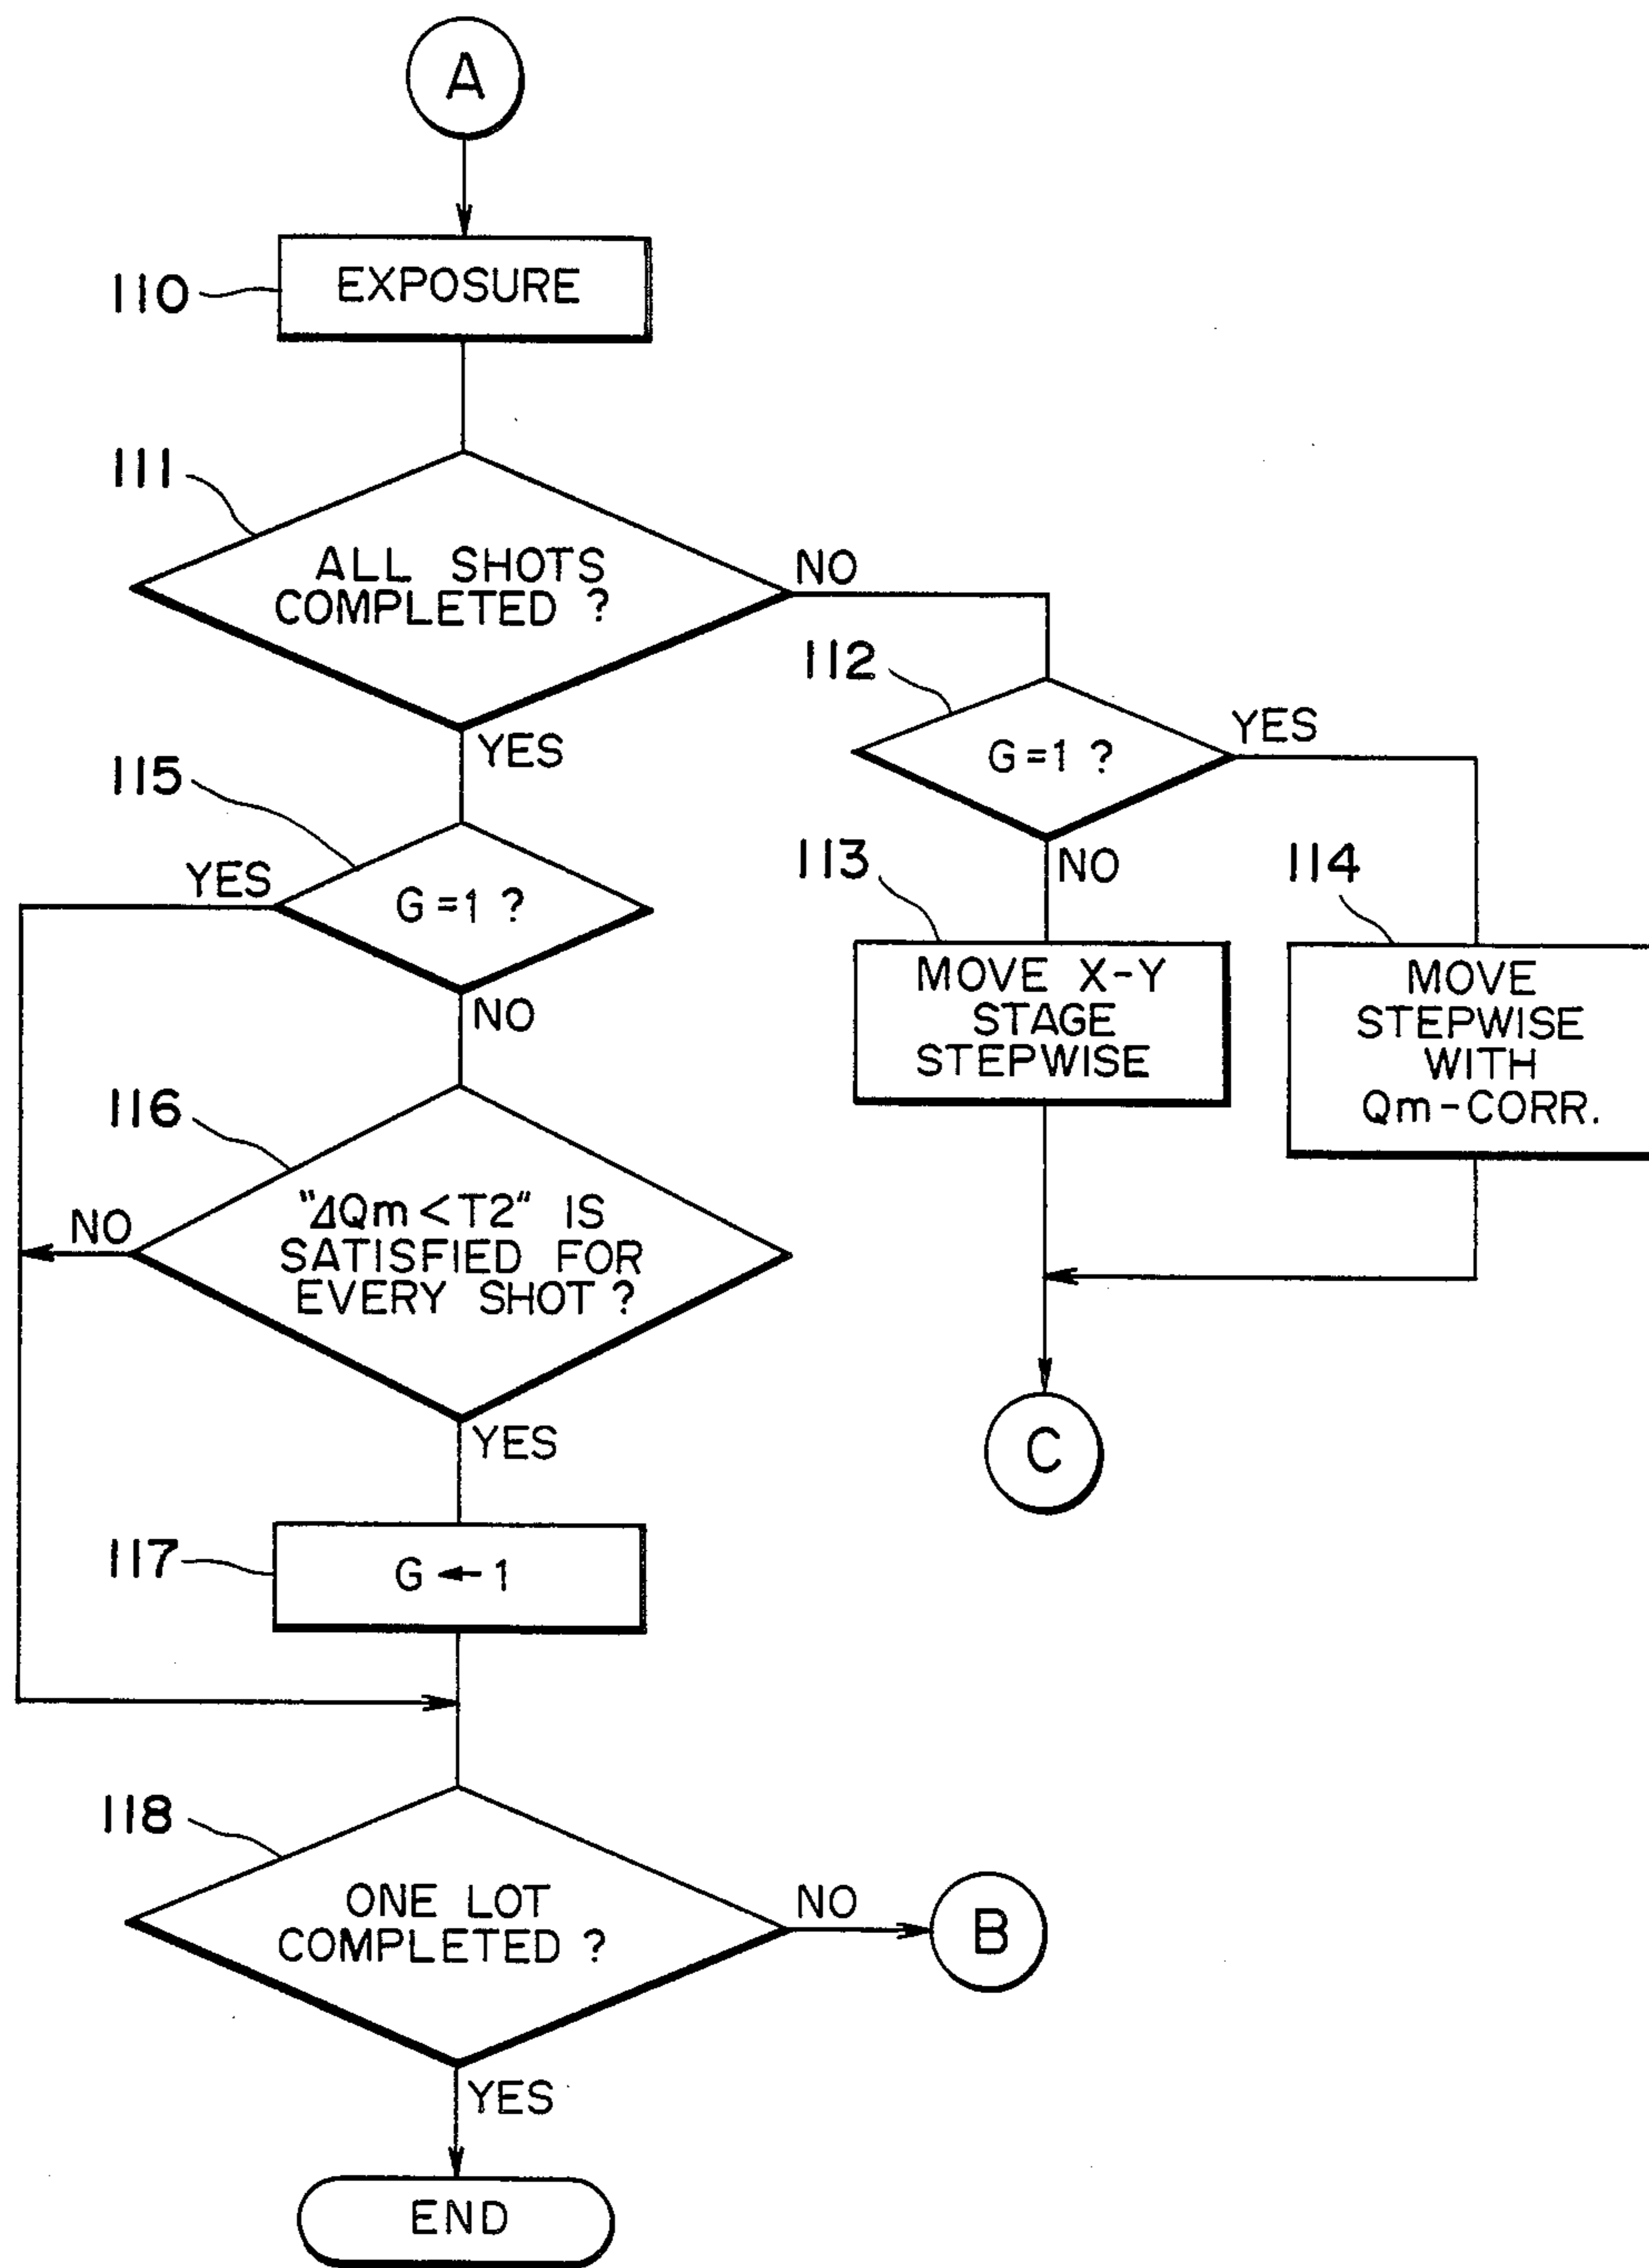 A
110
EXPOSURE
111
ALL SHOTS
COMPLETED ?
NO
YES
112
G=1 ?
YES
NO
113
MOVE X-Y
STAGE
STEPWISE
114
MOVE
STEPWISE
WITH
Qm-CORR.
C
115
YES
G=1 ?
NO
116
NO
"ΔQm<T2" IS
SATISFIED FOR
EVERY SHOT ?
YES
117
G ← 1
118
ONE LOT
COMPLETED ?
NO
B
YES
END